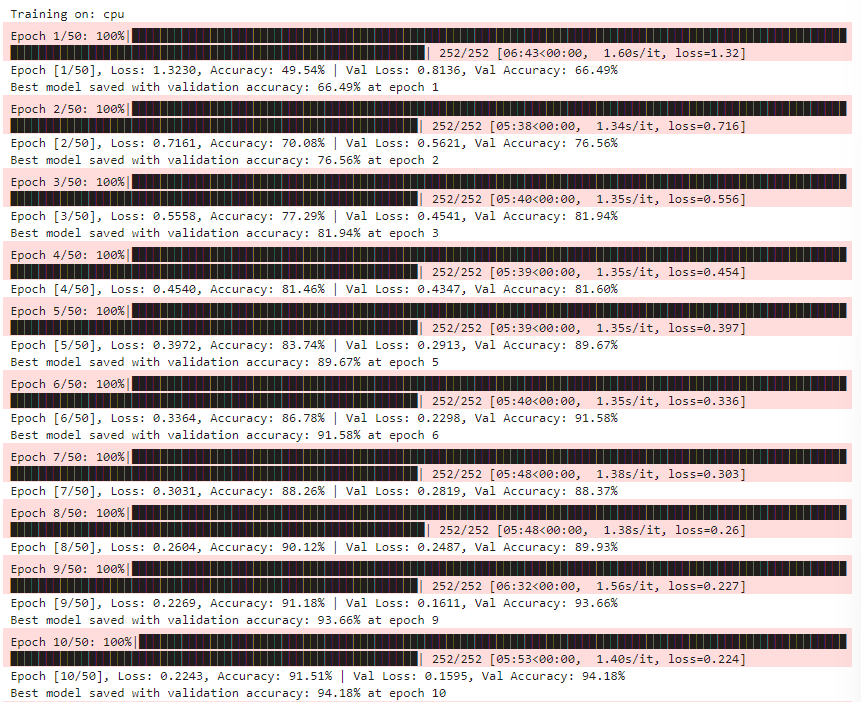 Training on: cpu
Epoch 1/50: 100%|
| 252/252 [06:43<00:00,  1.60s/it, loss=1.32]
Epoch [1/50], Loss: 1.3230, Accuracy: 49.54% | Val Loss: 0.8136, Val Accuracy: 66.49%
Best model saved with validation accuracy: 66.49% at epoch 1
Epoch 2/50: 100%|
| 252/252 [05:38<00:00,  1.34s/it, loss=0.716]
Epoch [2/50], Loss: 0.7161, Accuracy: 70.08% | Val Loss: 0.5621, Val Accuracy: 76.56%
Best model saved with validation accuracy: 76.56% at epoch 2
Epoch 3/50: 100%|
| 252/252 [05:40<00:00,  1.35s/it, loss=0.556]
Epoch [3/50], Loss: 0.5558, Accuracy: 77.29% | Val Loss: 0.4541, Val Accuracy: 81.94%
Best model saved with validation accuracy: 81.94% at epoch 3
Epoch 4/50: 100%|
| 252/252 [05:39<00:00,  1.35s/it, loss=0.454]
Epoch [4/50], Loss: 0.4540, Accuracy: 81.46% | Val Loss: 0.4347, Val Accuracy: 81.60%
Epoch 5/50: 100%|
| 252/252 [05:39<00:00,  1.35s/it, loss=0.397]
Epoch [5/50], Loss: 0.3972, Accuracy: 83.74% | Val Loss: 0.2913, Val Accuracy: 89.67%
Best model saved with validation accuracy: 89.67% at epoch 5
Epoch 6/50: 100%|
| 252/252 [05:40<00:00,  1.35s/it, loss=0.336]
Epoch [6/50], Loss: 0.3364, Accuracy: 86.78% | Val Loss: 0.2298, Val Accuracy: 91.58%
Best model saved with validation accuracy: 91.58% at epoch 6
Epoch 7/50: 100%|
| 252/252 [05:48<00:00,  1.38s/it, loss=0.303]
Epoch [7/50], Loss: 0.3031, Accuracy: 88.26% | Val Loss: 0.2819, Val Accuracy: 88.37%
Epoch 8/50: 100%|
| 252/252 [05:48<00:00,  1.38s/it, loss=0.26]
Epoch [8/50], Loss: 0.2604, Accuracy: 90.12% | Val Loss: 0.2487, Val Accuracy: 89.93%
Epoch 9/50: 100%|
| 252/252 [06:32<00:00,  1.56s/it, loss=0.227]
Epoch [9/50], Loss: 0.2269, Accuracy: 91.18% | Val Loss: 0.1611, Val Accuracy: 93.66%
Best model saved with validation accuracy: 93.66% at epoch 9
Epoch 10/50: 100%|
| 252/252 [05:53<00:00,  1.40s/it, loss=0.224]
Epoch [10/50], Loss: 0.2243, Accuracy: 91.51% | Val Loss: 0.1595, Val Accuracy: 94.18%
Best model saved with validation accuracy: 94.18% at epoch 10